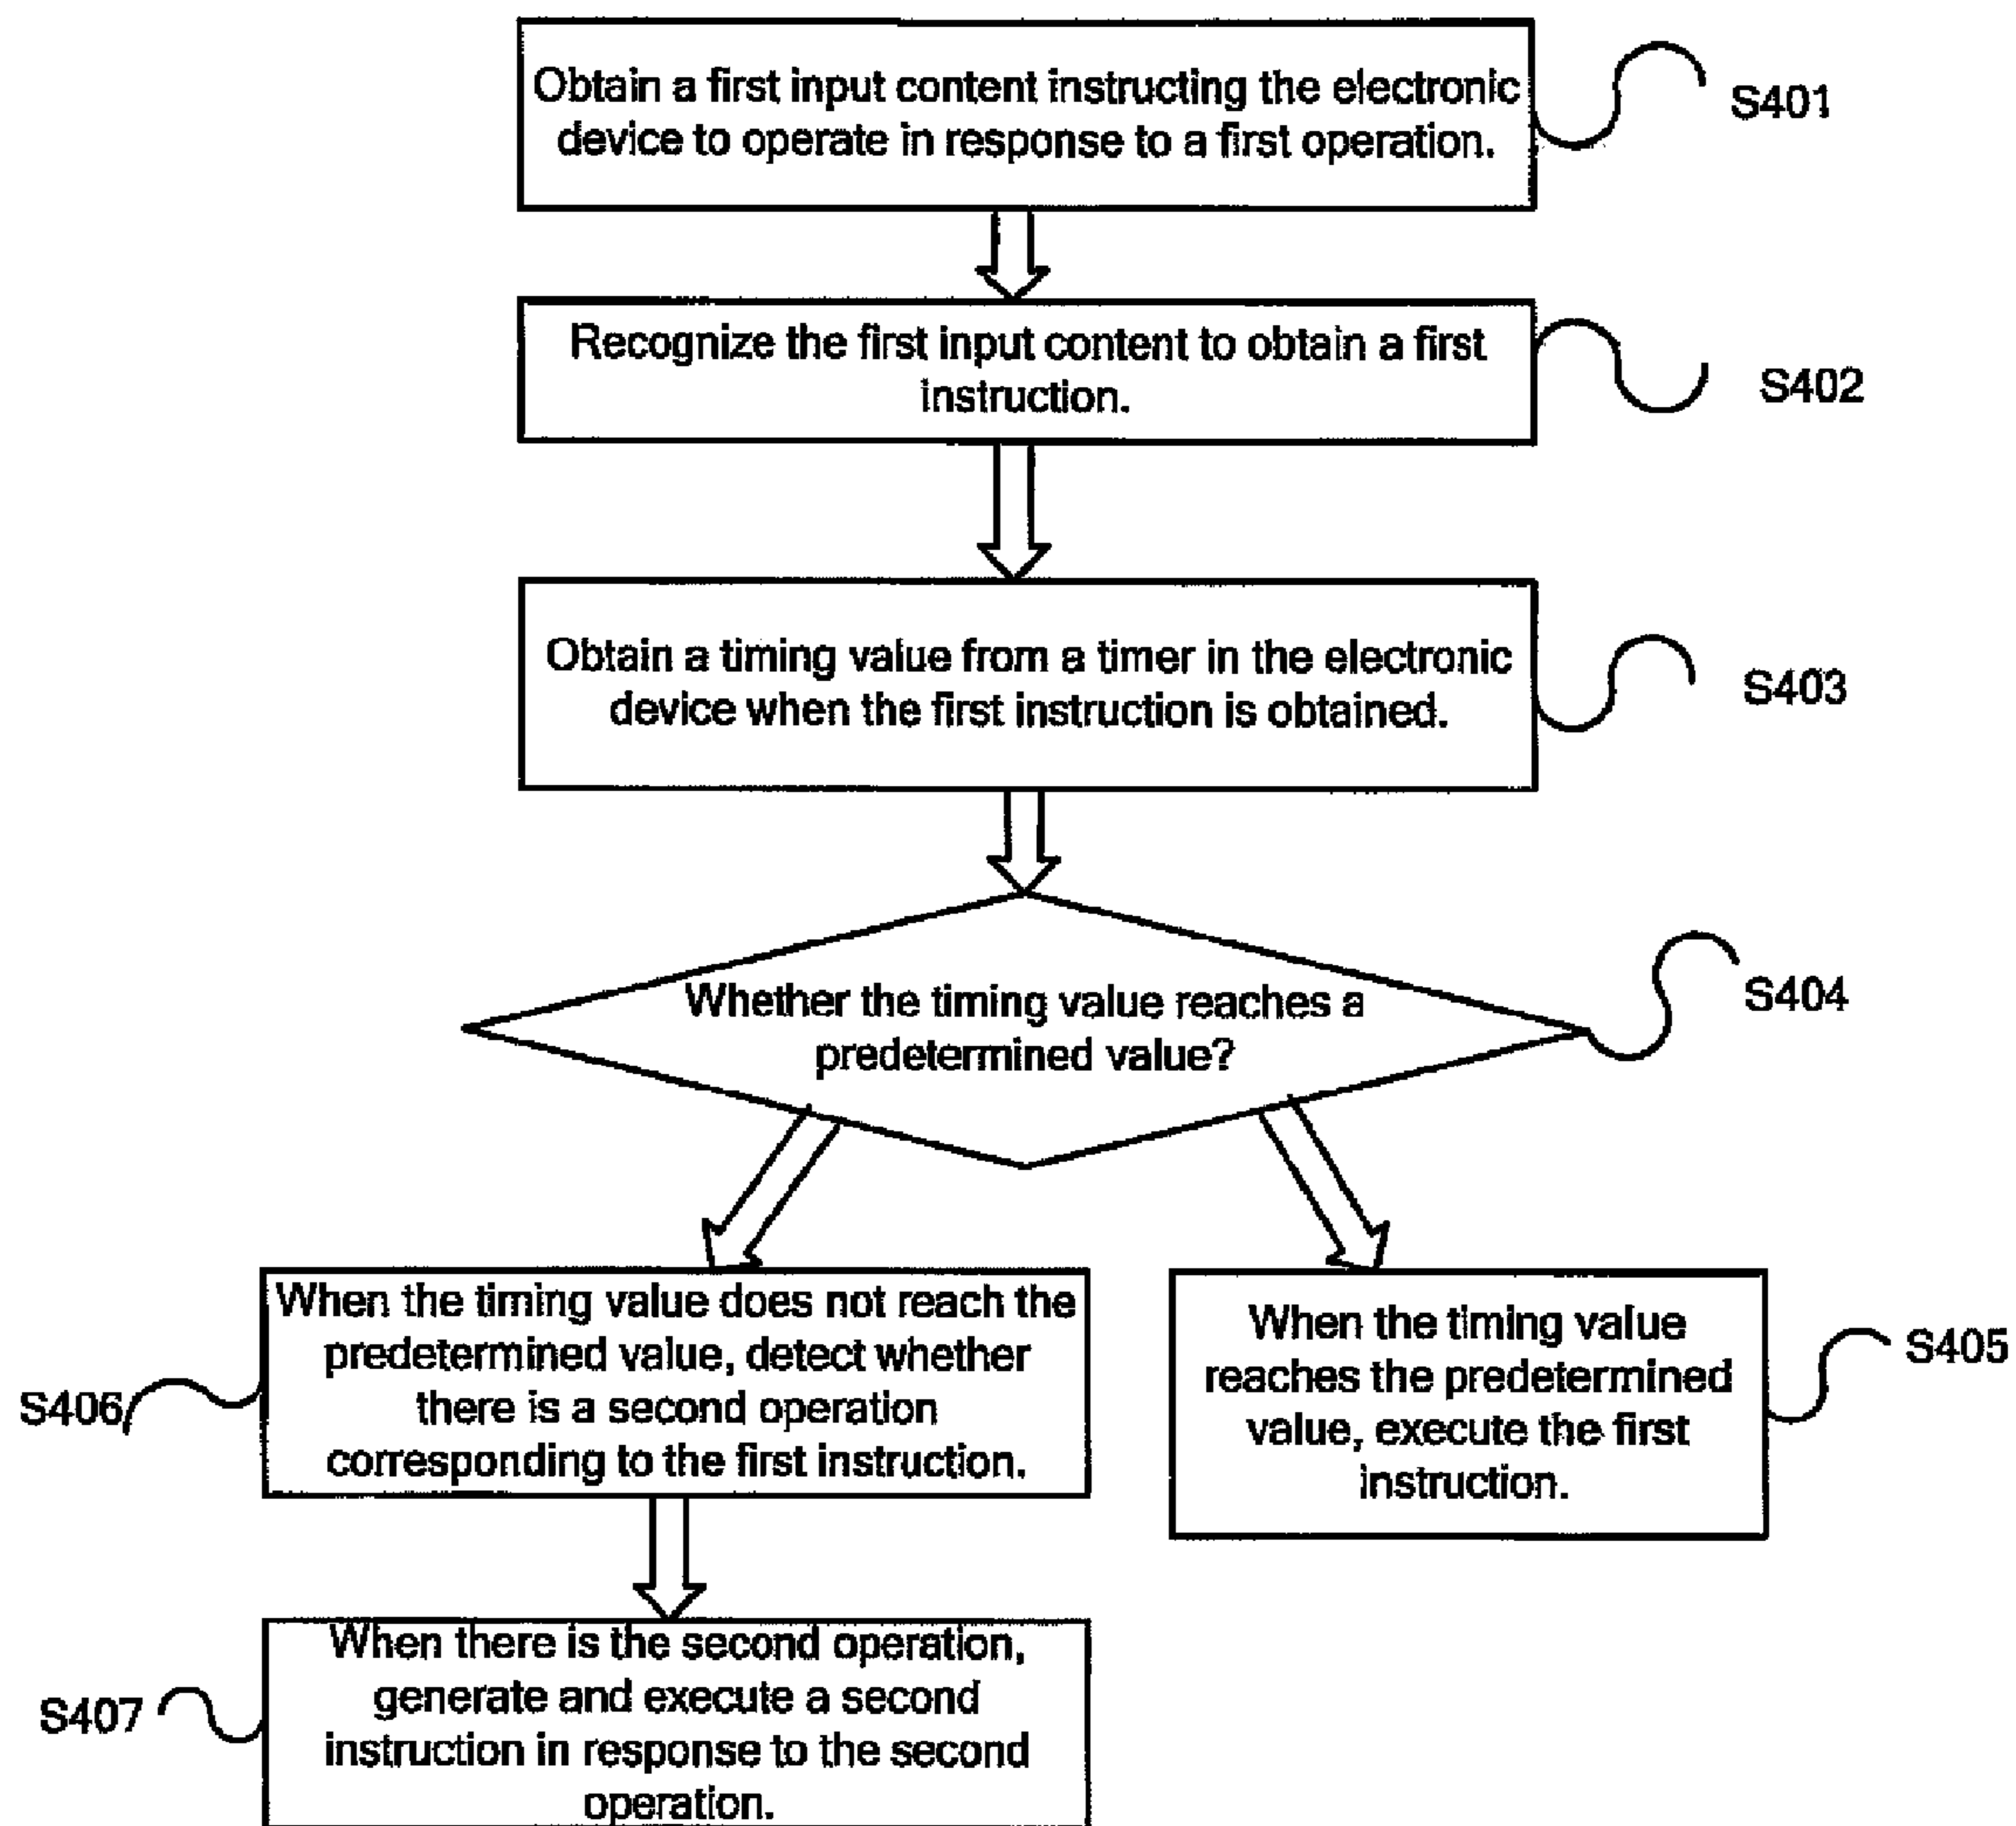 Obtain a first input content instructing the electronic
device to operate in response to a first operation.
S401
Recognize the first input content to obtain a first
instruction.
S402
Obtain a timing value from a timer in the electronic
device when the first instruction is obtained.
S403
Whether the timing value reaches a
predetermined value?
S404
When the timing value does not reach the
predetermined value, detect whether
there is a second operation
corresponding to the first instruction.
S406
When the timing value
reaches the predetermined
value, execute the first
instruction.
S405
When there is the second operation,
generate and execute a second
instruction in response to the second
operation.
S407